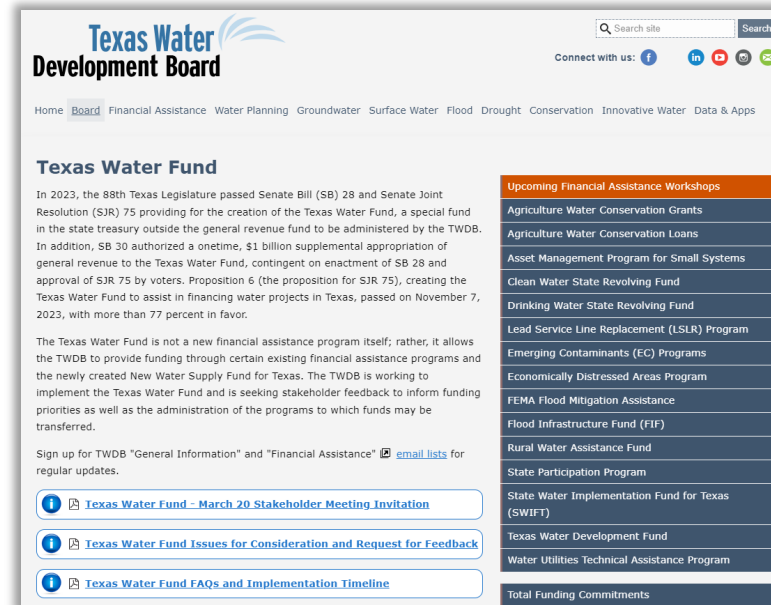 Texas Water
Development Board
Search site
Search
Connect with us:
Home Board Financial Assistance Water Planning Groundwater Surface Water Flood Drought Conservation Innovative Water Data & Apps
Texas Water Fund
In 2023, the 88th Texas Legislature passed Senate Bill (SB) 28 and Senate Joint
Resolution (SJR) 75 providing for the creation of the Texas Water Fund, a special fund
in the state treasury outside the general revenue fund to be administered by the TWDB.
In addition, SB 30 authorized a onetime, $1 billion supplemental appropriation of
general revenue to the Texas Water Fund, contingent on enactment of SB 28 and
approval of SJR 75 by voters. Proposition 6 (the proposition for SJR 75), creating the
Texas Water Fund to assist in financing water projects in Texas, passed on November 7,
2023, with more than 77 percent in favor.
The Texas Water Fund is not a new financial assistance program itself; rather, it allows
the TWDB to provide funding through certain existing financial assistance programs and
the newly created New Water Supply Fund for Texas. The TWDB is working to
implement the Texas Water Fund and is seeking stakeholder feedback to inform funding
priorities as well as the administration of the programs to which funds may be
transferred.
Sign up for TWDB "General Information" and "Financial Assistance" email lists for
regular updates.
Texas Water Fund - March 20 Stakeholder Meeting Invitation
Texas Water Fund Issues for Consideration and Request for Feedback
Texas Water Fund FAQs and Implementation Timeline
Upcoming Financial Assistance Workshops
Agriculture Water Conservation Grants
Agriculture Water Conservation Loans
Asset Management Program for Small Systems
Clean Water State Revolving Fund
Drinking Water State Revolving Fund
Lead Service Line Replacement (LSLR) Program
Emerging Contaminants (EC) Programs
Economically Distressed Areas Program
FEMA Flood Mitigation Assistance
Flood Infrastructure Fund (FIF)
Rural Water Assistance Fund
State Participation Program
State Water Implementation Fund for Texas
(SWIFT)
Texas Water Development Fund
Water Utilities Technical Assistance Program
Total Funding Commitments